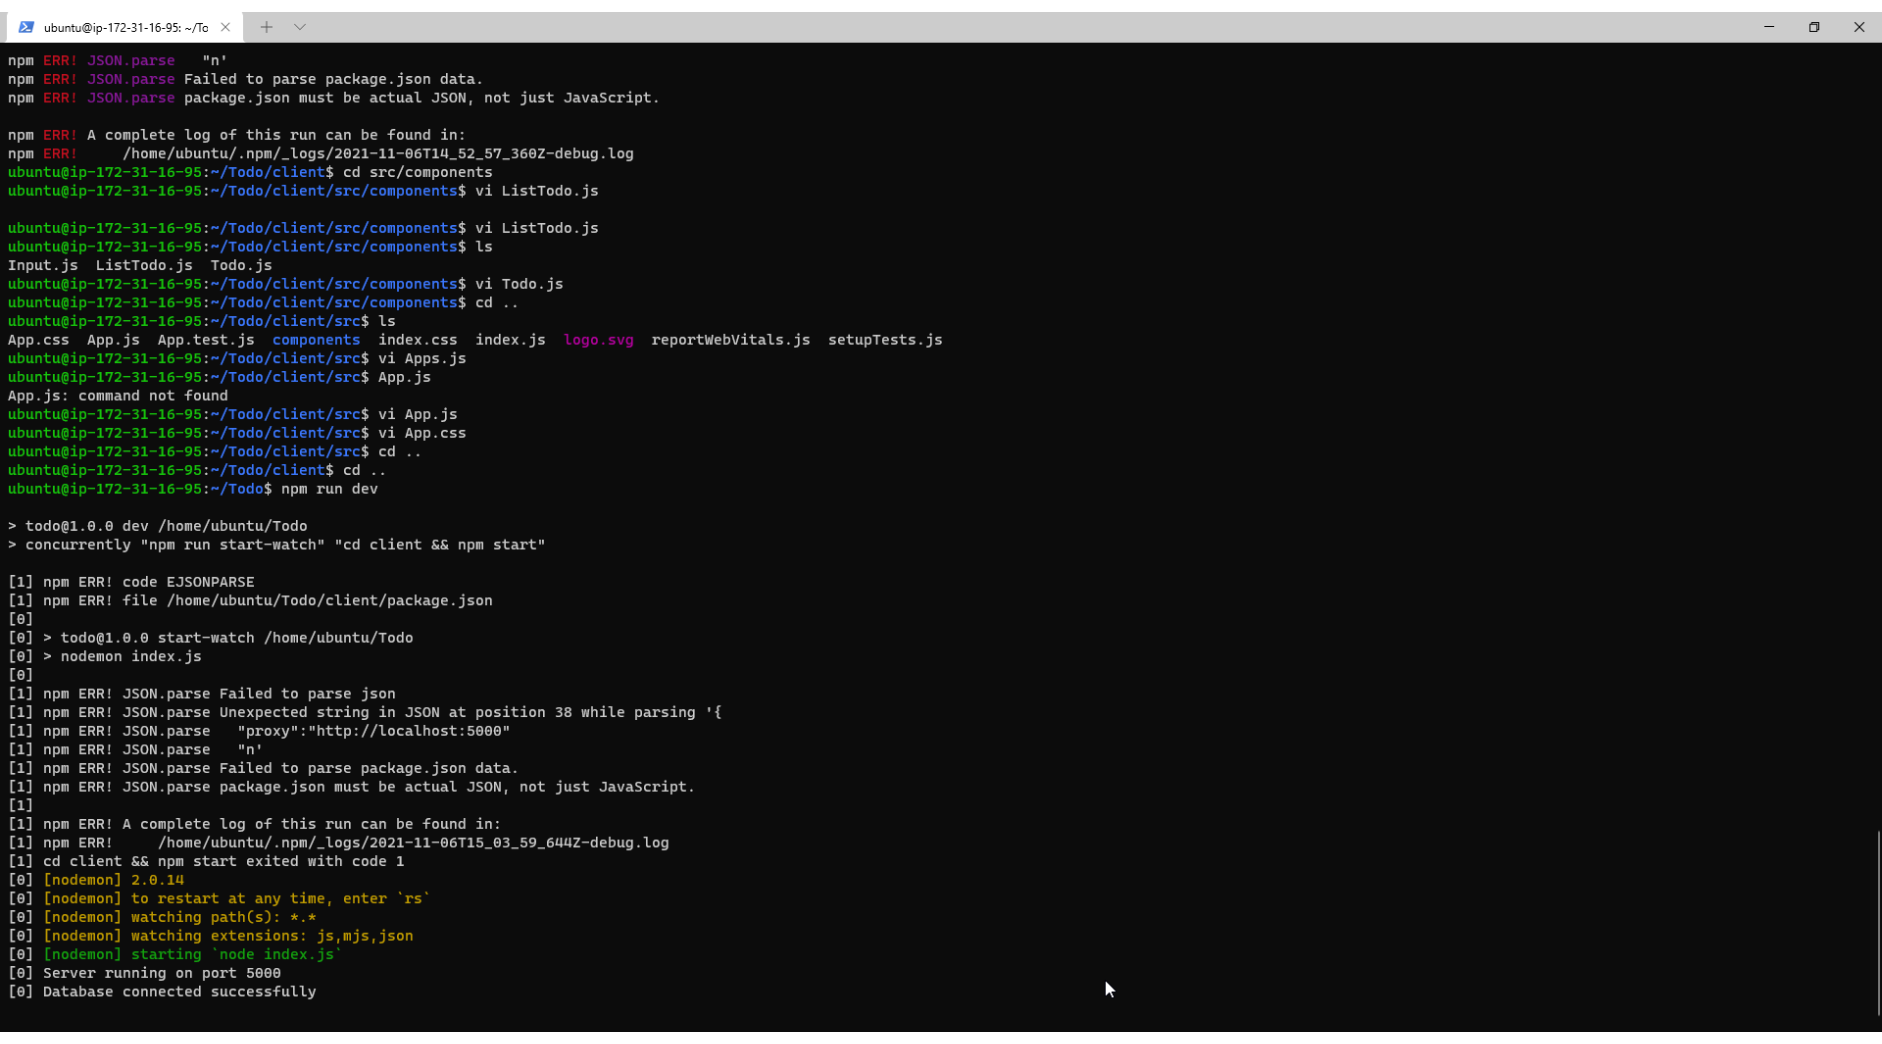 ubuntu@ip-172-31-16-95: ~/To
npm ERR! JSON.parse   "n'
npm ERR! JSON.parse Failed to parse package.json data.
npm ERR! JSON.parse package.json must be actual JSON, not just JavaScript.
npm ERR! A complete log of this run can be found in:
npm ERR!     /home/ubuntu/.npm/_logs/2021-11-06T14_52_57_360Z-debug.log
ubuntu@ip-172-31-16-95:~/Todo/client$ cd src/components
ubuntu@ip-172-31-16-95:~/Todo/client/src/components$ vi ListTodo.js
ubuntu@ip-172-31-16-95:~/Todo/client/src/components$ vi ListTodo.js
ubuntu@ip-172-31-16-95:~/Todo/client/src/components$ ls
Input.js  ListTodo.js  Todo.js
ubuntu@ip-172-31-16-95:~/Todo/client/src/components$ vi Todo.js
ubuntu@ip-172-31-16-95:~/Todo/client/src/components$ cd ..
ubuntu@ip-172-31-16-95:~/Todo/client/src$ ls
App.css  App.js  App.test.js  components  index.css  index.js  logo.svg  reportWebVitals.js  setupTests.js
ubuntu@ip-172-31-16-95:~/Todo/client/src$ vi Apps.js
ubuntu@ip-172-31-16-95:~/Todo/client/src$ App.js
App.js: command not found
ubuntu@ip-172-31-16-95:~/Todo/client/src$ vi App.js
ubuntu@ip-172-31-16-95:~/Todo/client/src$ vi App.css
ubuntu@ip-172-31-16-95:~/Todo/client/src$ cd ..
ubuntu@ip-172-31-16-95:~/Todo/client$ cd ..
ubuntu@ip-172-31-16-95:~/Todo$ npm run dev
> todo@1.0.0 dev /home/ubuntu/Todo
> concurrently "npm run start-watch" "cd client && npm start"
[1] npm ERR! code EJSONPARSE
[1] npm ERR! file /home/ubuntu/Todo/client/package.json
[0]
[0] > todo@1.0.0 start-watch /home/ubuntu/Todo
[0] > nodemon index.js
[0]
[1] npm ERR! JSON.parse Failed to parse json
[1] npm ERR! JSON.parse Unexpected string in JSON at position 38 while parsing '{
[1] npm ERR! JSON.parse   "proxy":"http://localhost:5000"
[1] npm ERR! JSON.parse   "n'
[1] npm ERR! JSON.parse Failed to parse package.json data.
[1] npm ERR! JSON.parse package.json must be actual JSON, not just JavaScript.
[1]
[1] npm ERR! A complete log of this run can be found in:
[1] npm ERR!     /home/ubuntu/.npm/_logs/2021-11-06T15_03_59_644Z-debug.log
[1] cd client && npm start exited with code 1
[0] [nodemon] 2.0.14
[0] [nodemon] to restart at any time, enter `rs`
[0] [nodemon] watching path(s): *.*
[0] [nodemon] watching extensions: js,mjs,json
[0] [nodemon] starting `node index.js`
[0] Server running on port 5000
[0] Database connected successfully